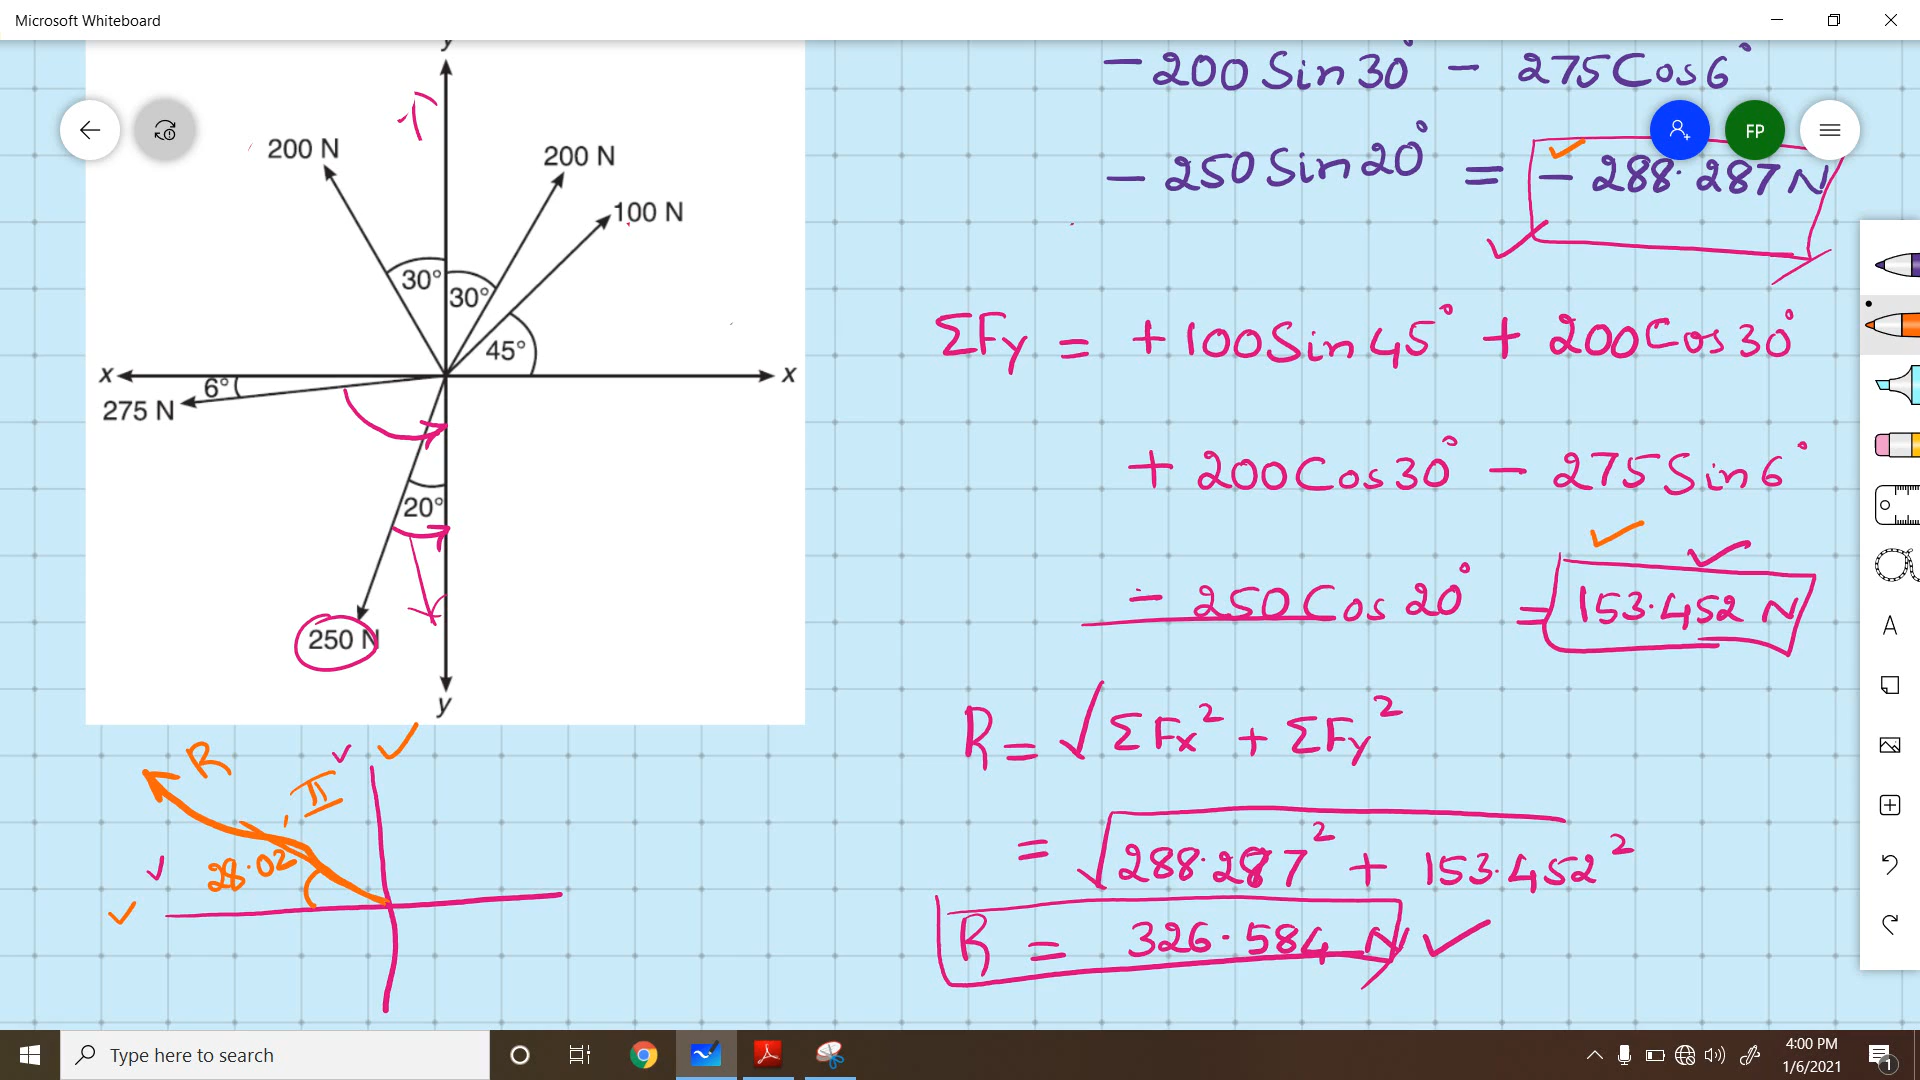 Microsoft Whiteboard
y
200 N
200 N
100 N
30°
30°
45°
x
x
6°
275 N
20°
250 N
y
R
II
28.02
- 200 Sin 30° - 275 Cos 6°
- 250 Sin 20° = - 288.287 N
ΣFy = + 100 Sin 45° + 200 Cos 30°
+ 200 Cos 30° - 275 Sin 6°
- 250 Cos 20° = 153.452 N
R = √ΣFx² + ΣFy²
= √288.287² + 153.452²
R = 326.584 N
FP
A
Type here to search
4:00 PM
1/6/2021
1